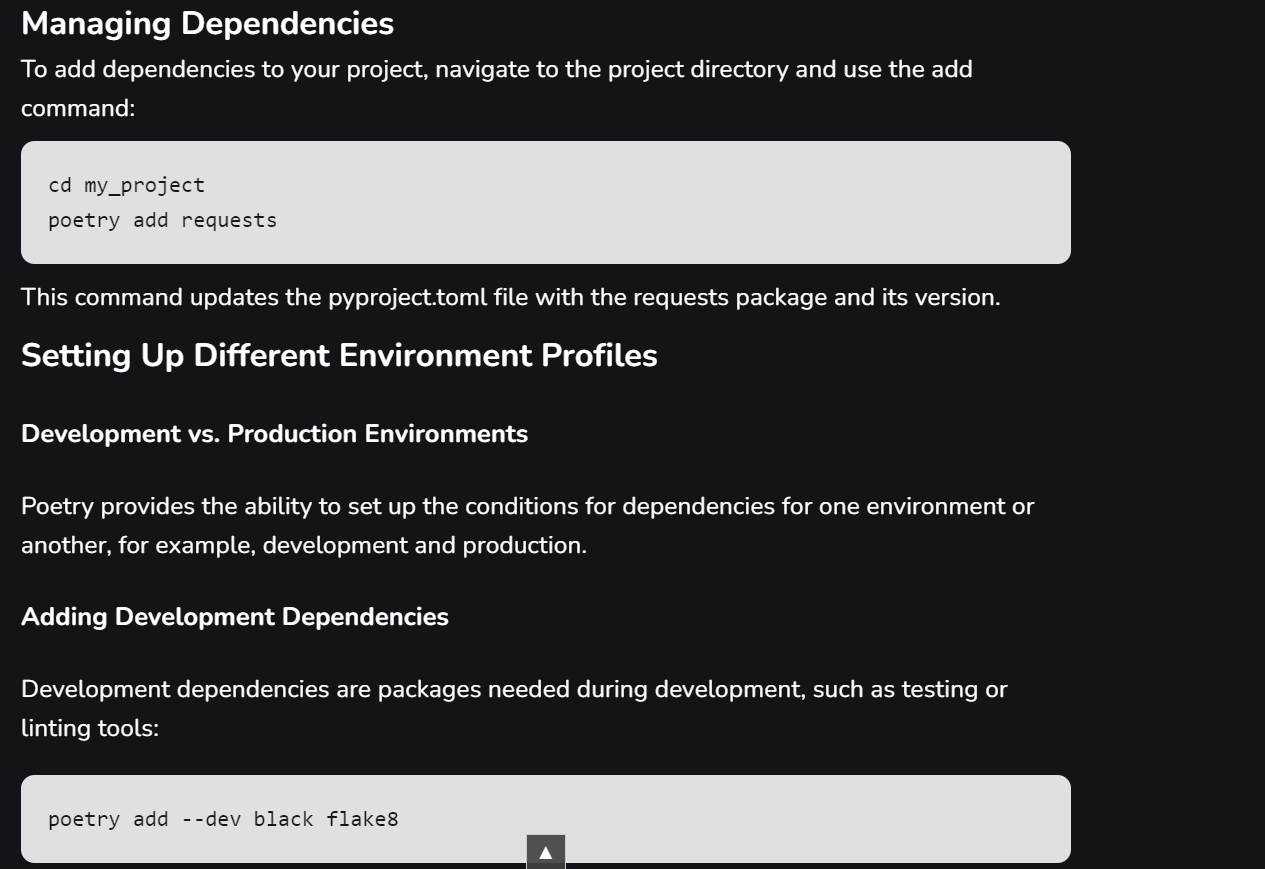 Managing Dependencies
To add dependencies to your project, navigate to the project directory and use the add
command:
cd my_project
poetry add requests
This command updates the pyproject.toml file with the requests package and its version.
Setting Up Different Environment Profiles
Development vs. Production Environments
Poetry provides the ability to set up the conditions for dependencies for one environment or
another, for example, development and production.
Adding Development Dependencies
Development dependencies are packages needed during development, such as testing or
linting tools:
poetry add --dev black flake8